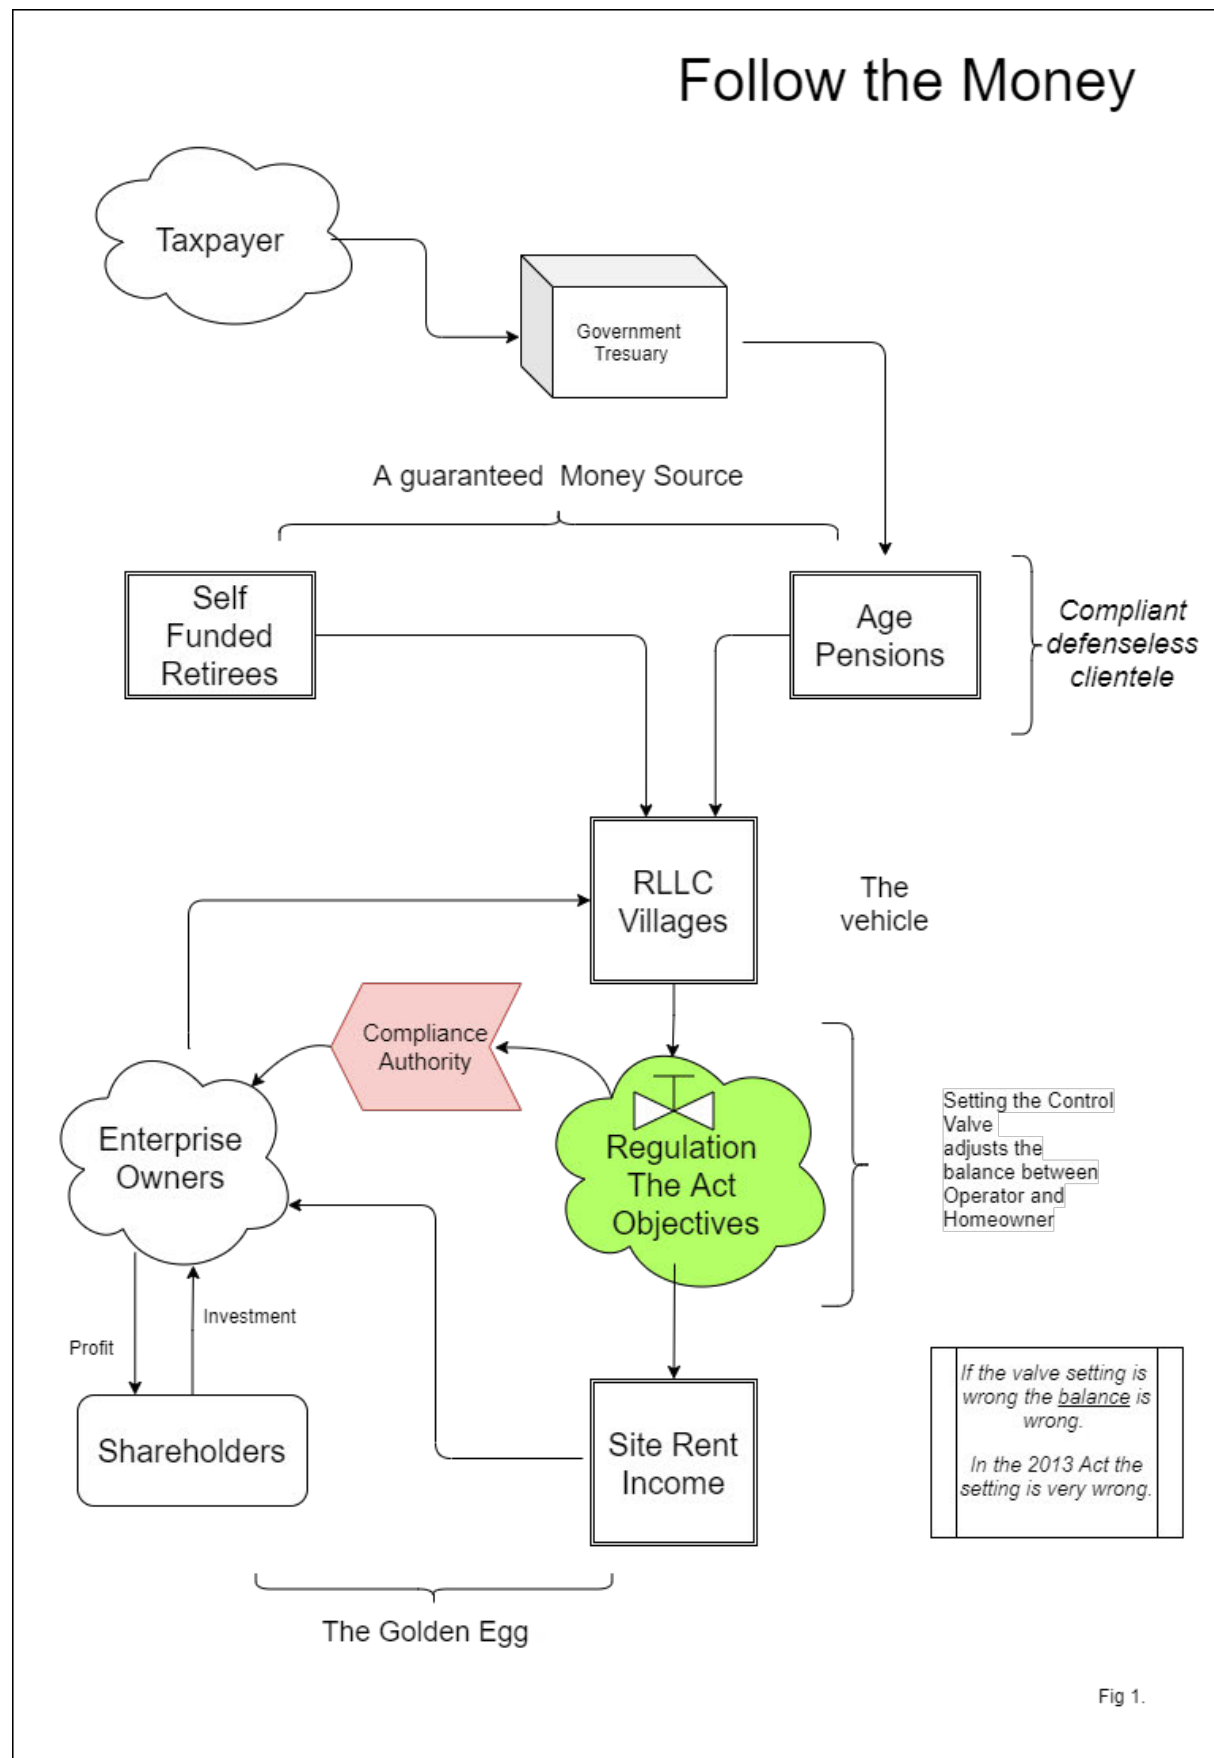 Follow the Money
Taxpayer
Government
Tresuary
A guaranteed  Money Source
Self
Funded
Retirees
Age
Pensions
Compliant
defenseless
clientele
RLLC
Villages
The
vehicle
Compliance
Authority
Enterprise
Owners
Regulation
The Act
Objectives
Setting the Control
Valve
adjusts the
balance between
Operator and
Homeowner
Investment
Profit
Shareholders
Site Rent
Income
If the valve setting is
wrong the balance is
wrong.
In the 2013 Act the
setting is very wrong.
The Golden Egg
Fig 1.